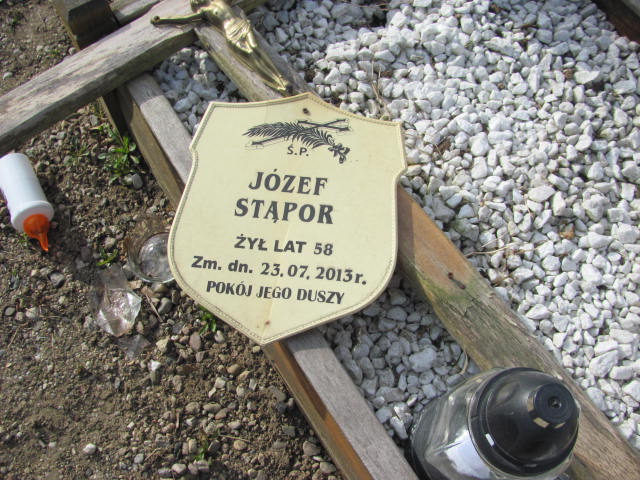 Ś.P.
JÓZEF
STĄPOR
ŻYŁ LAT 58
Zm. dn. 23.07.2013r.
POKÓJ JEGO DUSZY